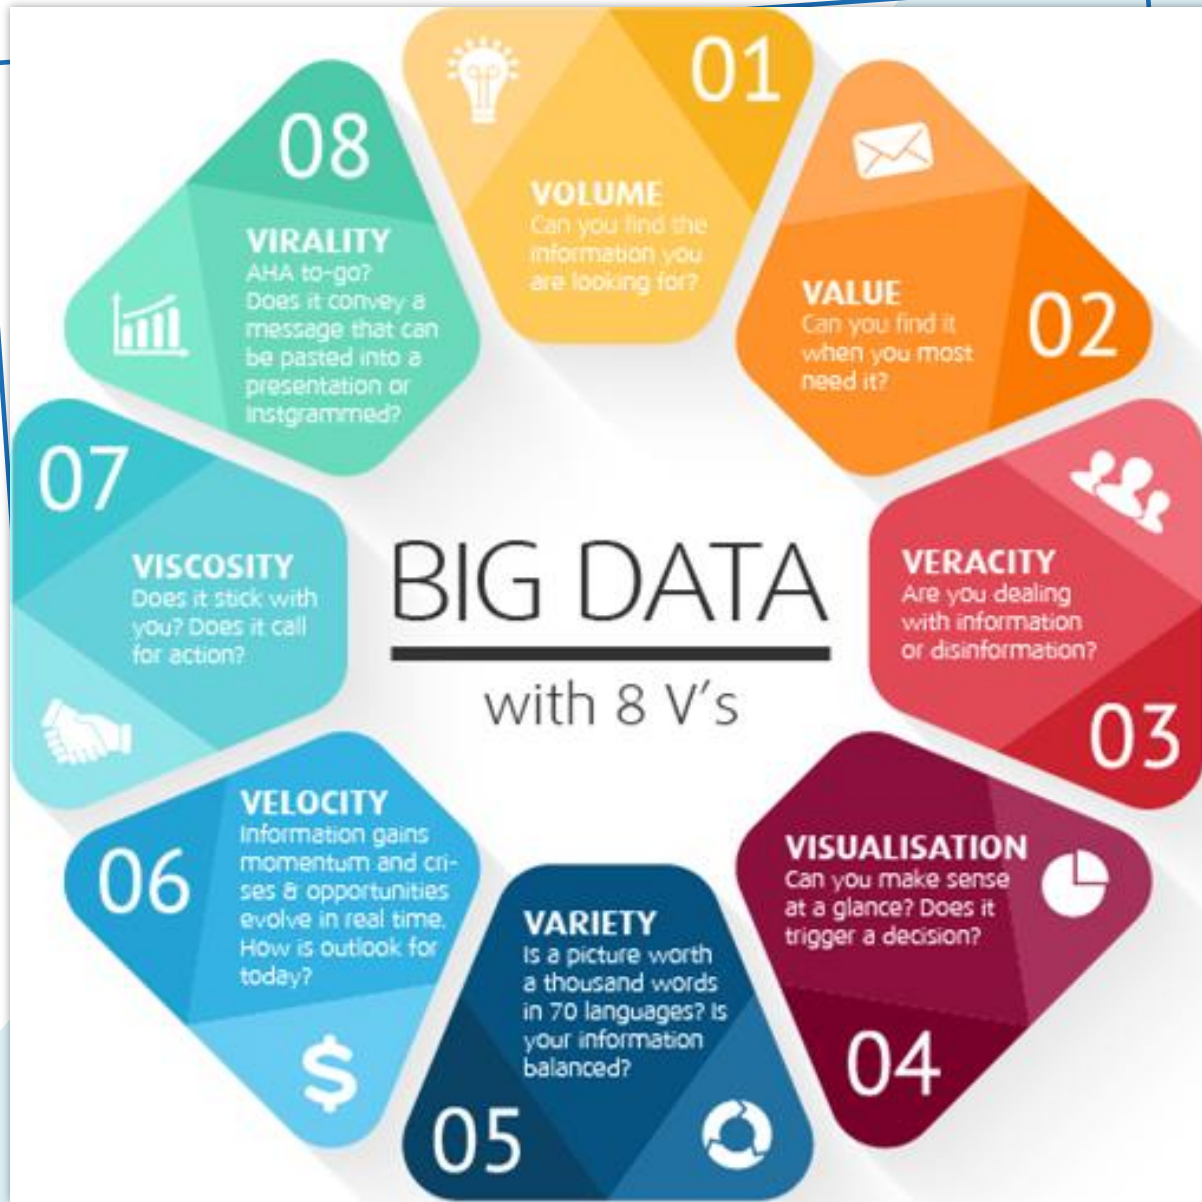 BIG DATA
with 8 V's
01
VOLUME
Can you find the
information you
are looking for?
02
VALUE
Can you find it
when you most
need it?
03
VERACITY
Are you dealing
with information
or disinformation?
04
VISUALISATION
Can you make sense
at a glance? Does it
trigger a decision?
05
VARIETY
Is a picture worth
a thousand words
in 70 languages? Is
your information
balanced?
06
VELOCITY
Information gains
momentum and cri-
ses & opportunities
evolve in real time.
How is outlook for
today?
07
VISCOSITY
Does it stick with
you? Does it call
for action?
08
VIRALITY
AHA to-go?
Does it convey a
message that can
be pasted into a
presentation or
Instgrammed?